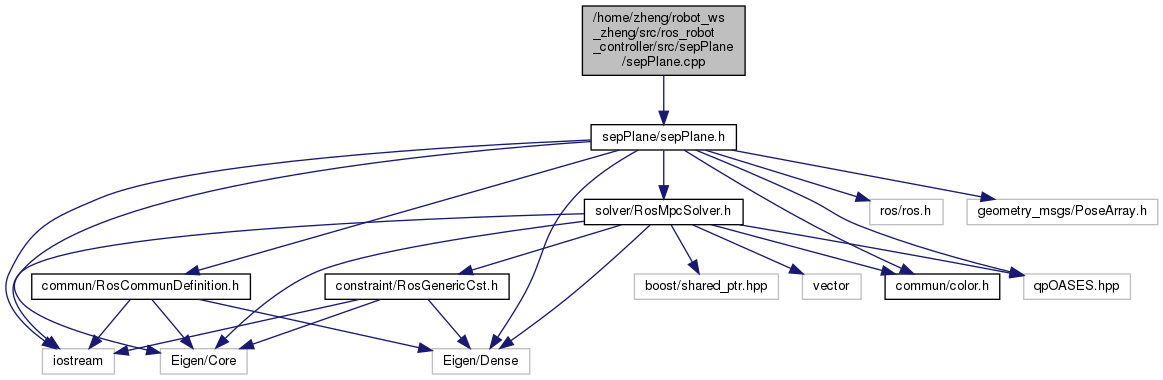 /home/zheng/robot_ws
_zheng/src/ros_robot
_controller/src/sepPlane
/sepPlane.cpp
sepPlane/sepPlane.h
solver/RosMpcSolver.h
ros/ros.h
geometry_msgs/PoseArray.h
commun/RosCommunDefinition.h
constraint/RosGenericCst.h
boost/shared_ptr.hpp
vector
commun/color.h
qpOASES.hpp
iostream
Eigen/Core
Eigen/Dense